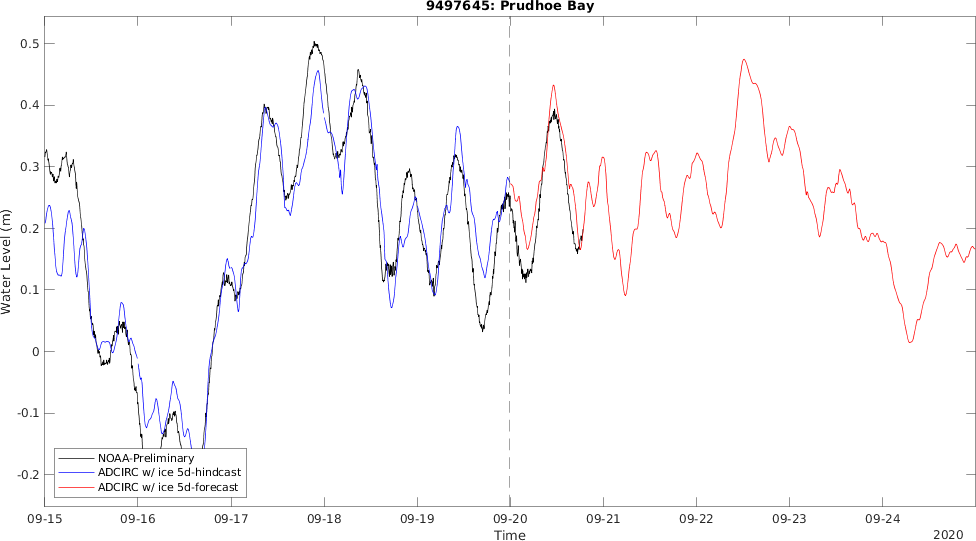 9497645: Prudhoe Bay
Water Level (m)
0.5
0.4
0.3
0.2
0.1
0
-0.1
-0.2
NOAA-Preliminary
ADCIRC w/ ice 5d-hindcast
ADCIRC w/ ice 5d-forecast
09-15 09-16 09-17 09-18 09-19 09-20 09-21 09-22 09-23 09-24
Time
2020